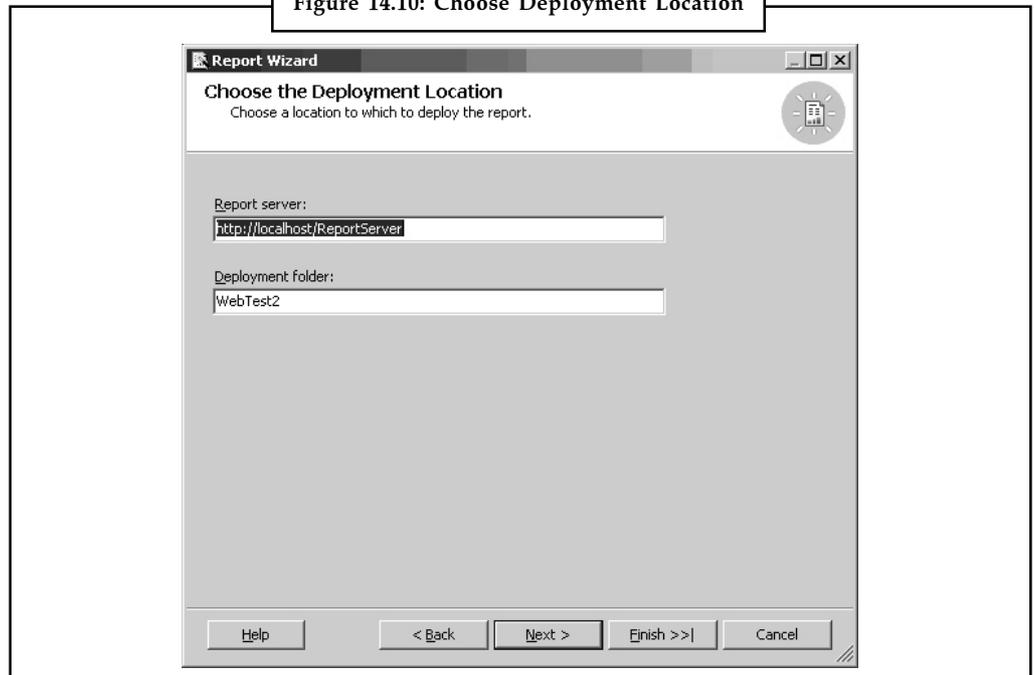 Figure 14.10: Choose Deployment Location
Report Wizard
Choose the Deployment Location
Choose a location to which to deploy the report.
Report server:
http://localhost/ReportServer
Deployment folder:
WebTest2
Help
< Back
Next >
Finish >>|
Cancel